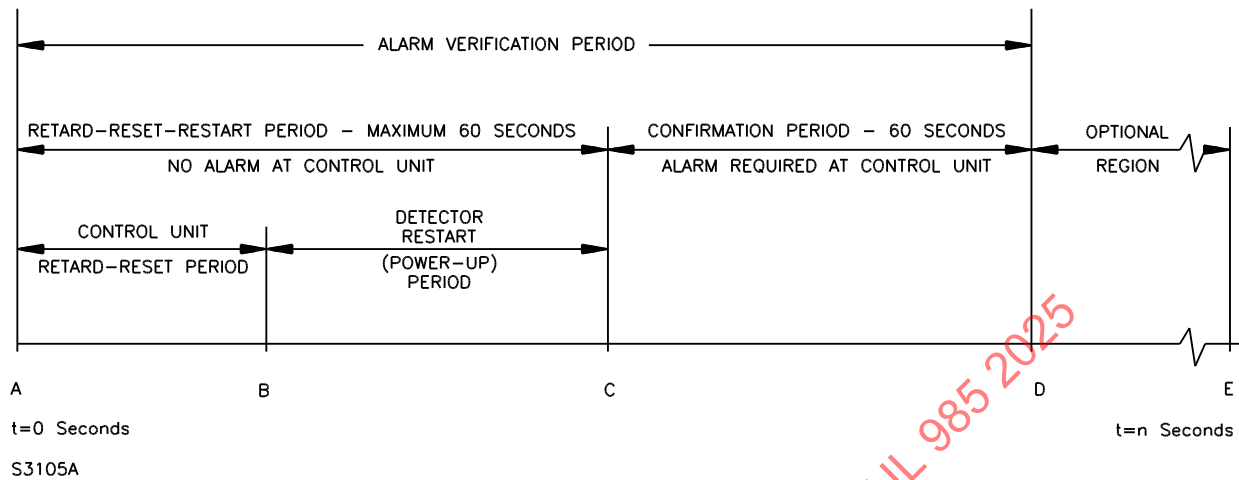 ALARM VERIFICATION PERIOD
RETARD-RESET-RESTART PERIOD - MAXIMUM 60 SECONDS
NO ALARM AT CONTROL UNIT
CONFIRMATION PERIOD - 60 SECONDS
ALARM REQUIRED AT CONTROL UNIT
OPTIONAL
REGION
CONTROL UNIT
RETARD-RESET PERIOD
DETECTOR
RESTART
(POWER-UP)
PERIOD
A
B
C
D
E
t=0 Seconds
t=n Seconds
S3105A
UL 985 2025